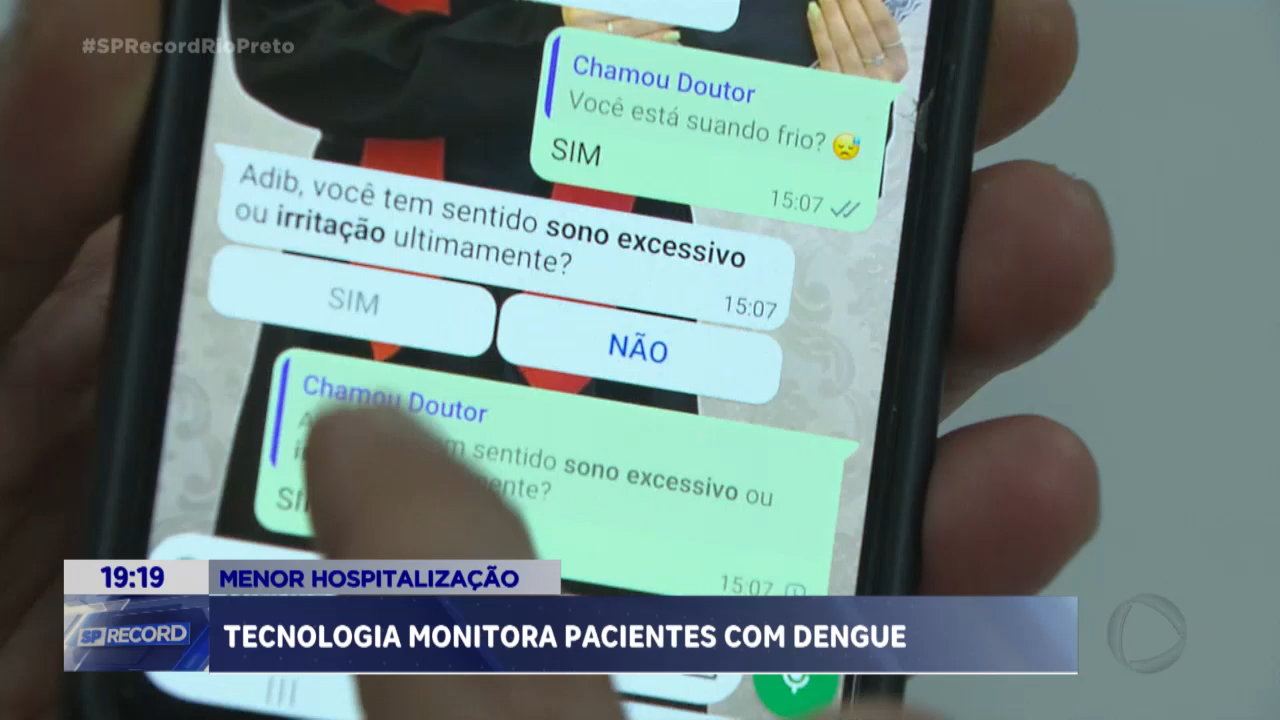 #SPRecordRioPreto
Chamou Doutor
Você está suando frio? 😓
SIM
15:07
Adib, você tem sentido sono excessivo
ou irritação ultimamente?
15:07
SIM
NÃO
Chamou Doutor
sentido sono excessivo ou
15:07
19:19
MENOR HOSPITALIZAÇÃO
SP RECORD
TECNOLOGIA MONITORA PACIENTES COM DENGUE